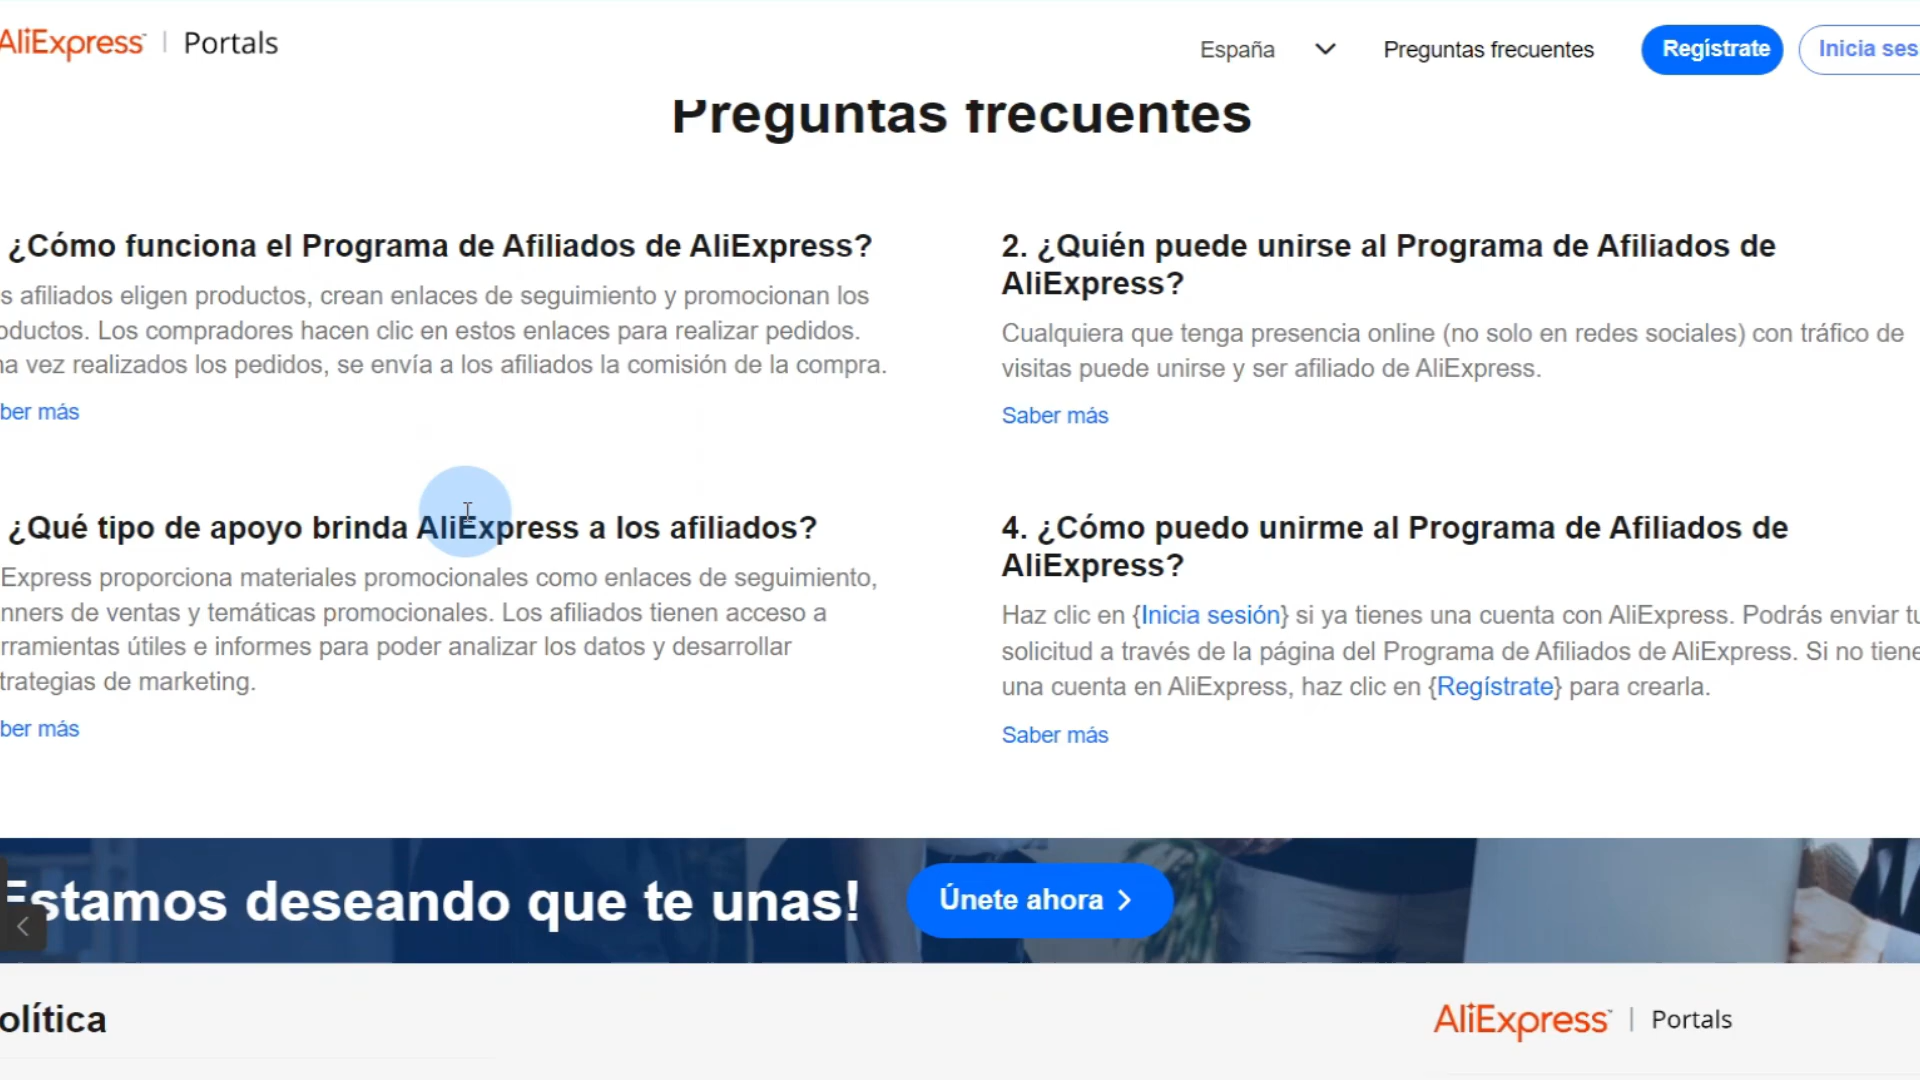 AliExpress | Portals
España
Preguntas frecuentes
Regístrate
Inicia ses
Preguntas frecuentes
¿Cómo funciona el Programa de Afiliados de AliExpress?
s afiliados eligen productos, crean enlaces de seguimiento y promocionan los
oductos. Los compradores hacen clic en estos enlaces para realizar pedidos.
na vez realizados los pedidos, se envía a los afiliados la comisión de la compra.
ber más
2. ¿Quién puede unirse al Programa de Afiliados de
AliExpress?
Cualquiera que tenga presencia online (no solo en redes sociales) con tráfico de
visitas puede unirse y ser afiliado de AliExpress.
Saber más
¿Qué tipo de apoyo brinda AliExpress a los afiliados?
Express proporciona materiales promocionales como enlaces de seguimiento,
nners de ventas y temáticas promocionales. Los afiliados tienen acceso a
rramientas útiles e informes para poder analizar los datos y desarrollar
trategias de marketing.
ber más
4. ¿Cómo puedo unirme al Programa de Afiliados de
AliExpress?
Haz clic en {Inicia sesión} si ya tienes una cuenta con AliExpress. Podrás enviar tu
solicitud a través de la página del Programa de Afiliados de AliExpress. Si no tiene
una cuenta en AliExpress, haz clic en {Regístrate} para crearla.
Saber más
Estamos deseando que te unas!
Únete ahora >
olítica
AliExpress | Portals